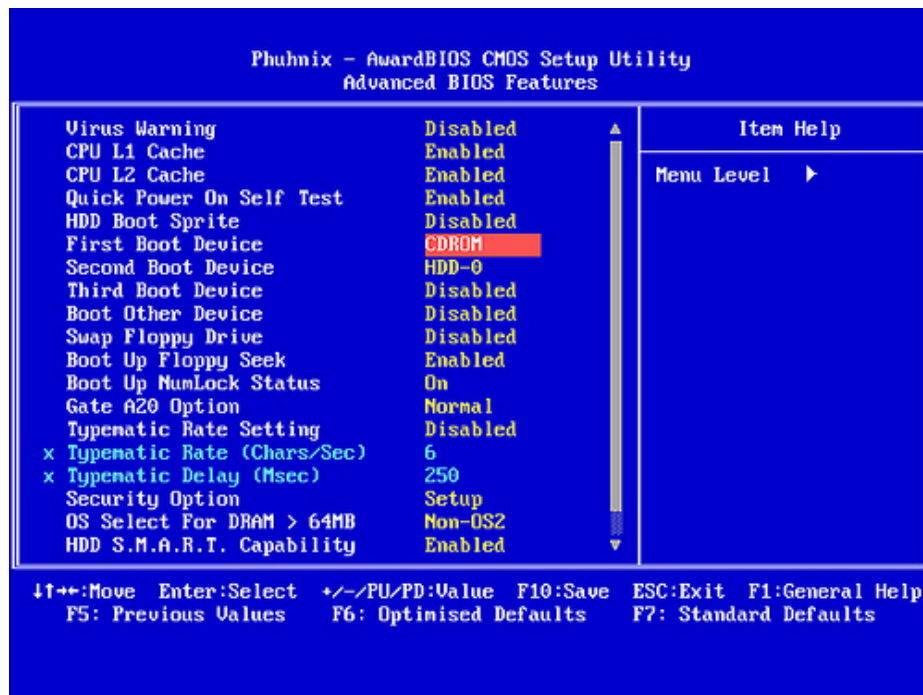 Phuhnix - AwardBIOS CMOS Setup Utility
Advanced BIOS Features
Virus Warning Disabled
CPU L1 Cache Enabled
CPU L2 Cache Enabled
Quick Power On Self Test Enabled
HDD Boot Sprite Disabled
First Boot Device CDROM
Second Boot Device HDD-0
Third Boot Device Disabled
Boot Other Device Disabled
Swap Floppy Drive Disabled
Boot Up Floppy Seek Enabled
Boot Up NumLock Status On
Gate A20 Option Normal
Typematic Rate Setting Disabled
x Typematic Rate (Chars/Sec) 6
x Typematic Delay (Msec) 250
Security Option Setup
OS Select For DRAM > 64MB Non-OS2
HDD S.M.A.R.T. Capability Enabled
Item Help
Menu Level ►
↓↑→←:Move Enter:Select +/-/PU/PD:Value F10:Save ESC:Exit F1:General Help
F5: Previous Values F6: Optimised Defaults F7: Standard Defaults